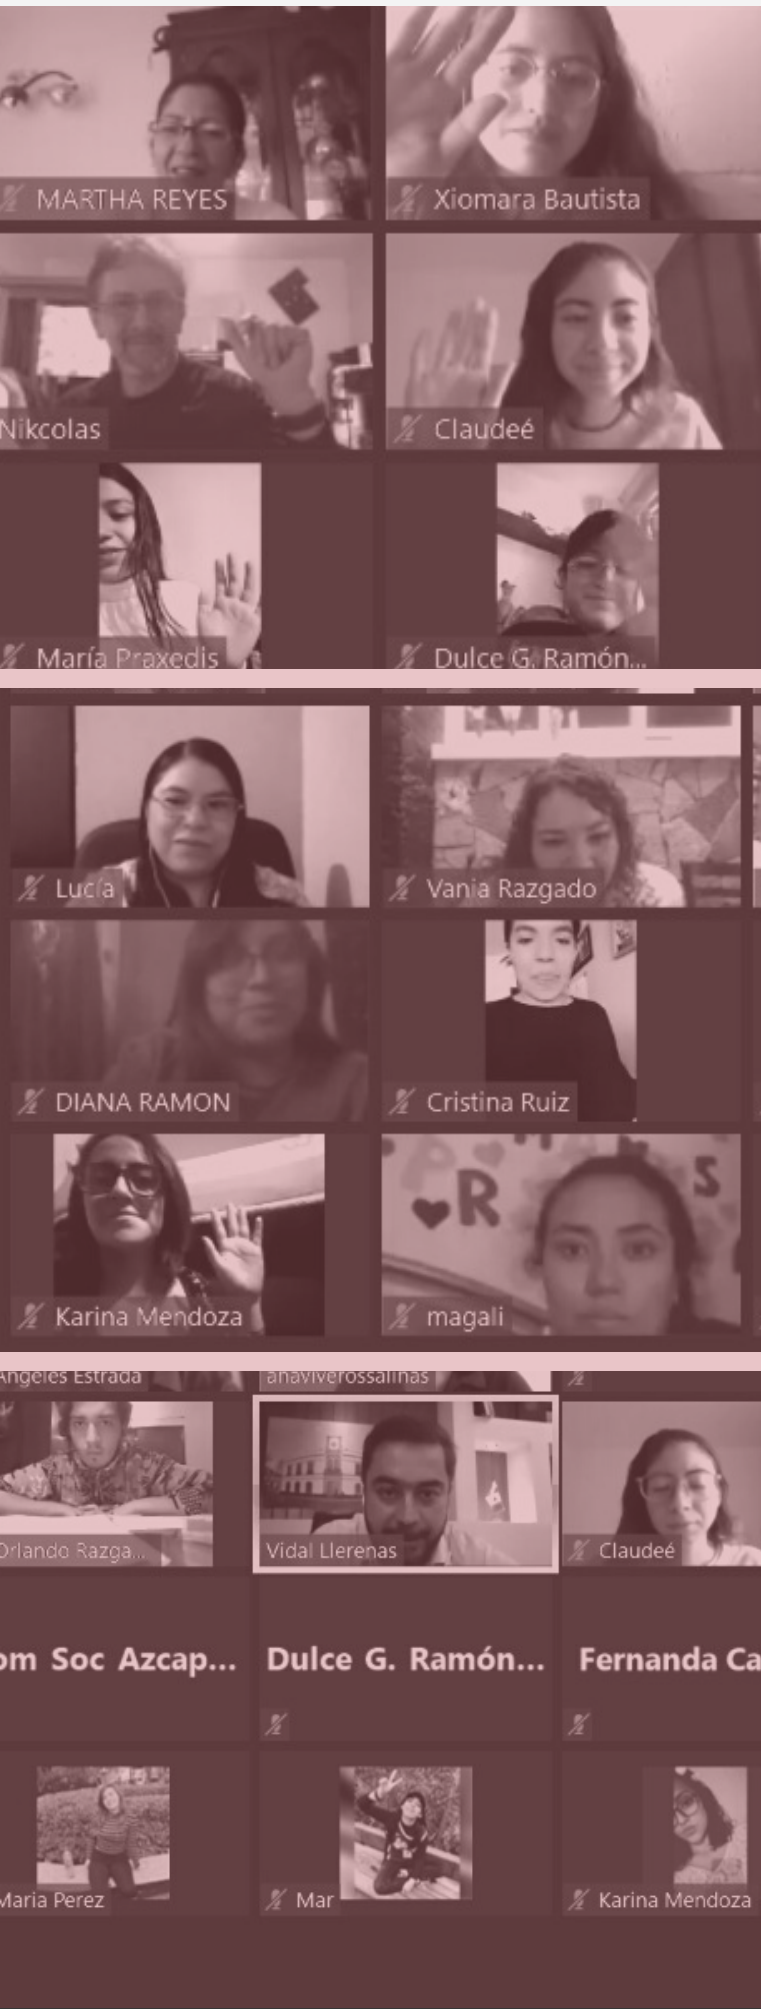 MARTHA REYES
Xiomara Bautista
Nikcolas
Claudeé
María Praxedis
Dulce G. Ramón...
Lucía
Vania Razgado
DIANA RAMON
Cristina Ruiz
R S
Karina Mendoza
magali
Angeles Estrada
anaviverossalinas
Orlando Razga...
Vidal Llerenas
Claudeé
om Soc Azcap...
Dulce G. Ramón...
Fernanda Ca
Maria Perez
Mar
Karina Mendoza